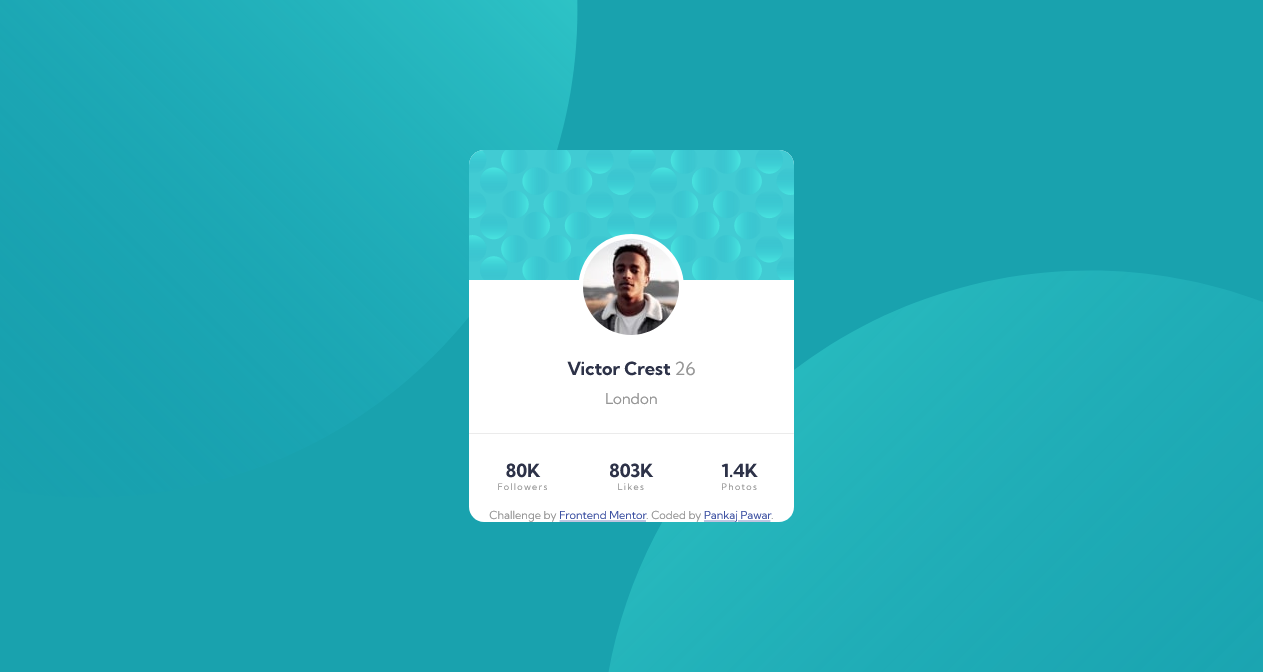 Victor Crest 26
London
80K 803K 1.4K
Followers Likes Photos
Challenge by Frontend Mentor. Coded by Pankaj Pawar.